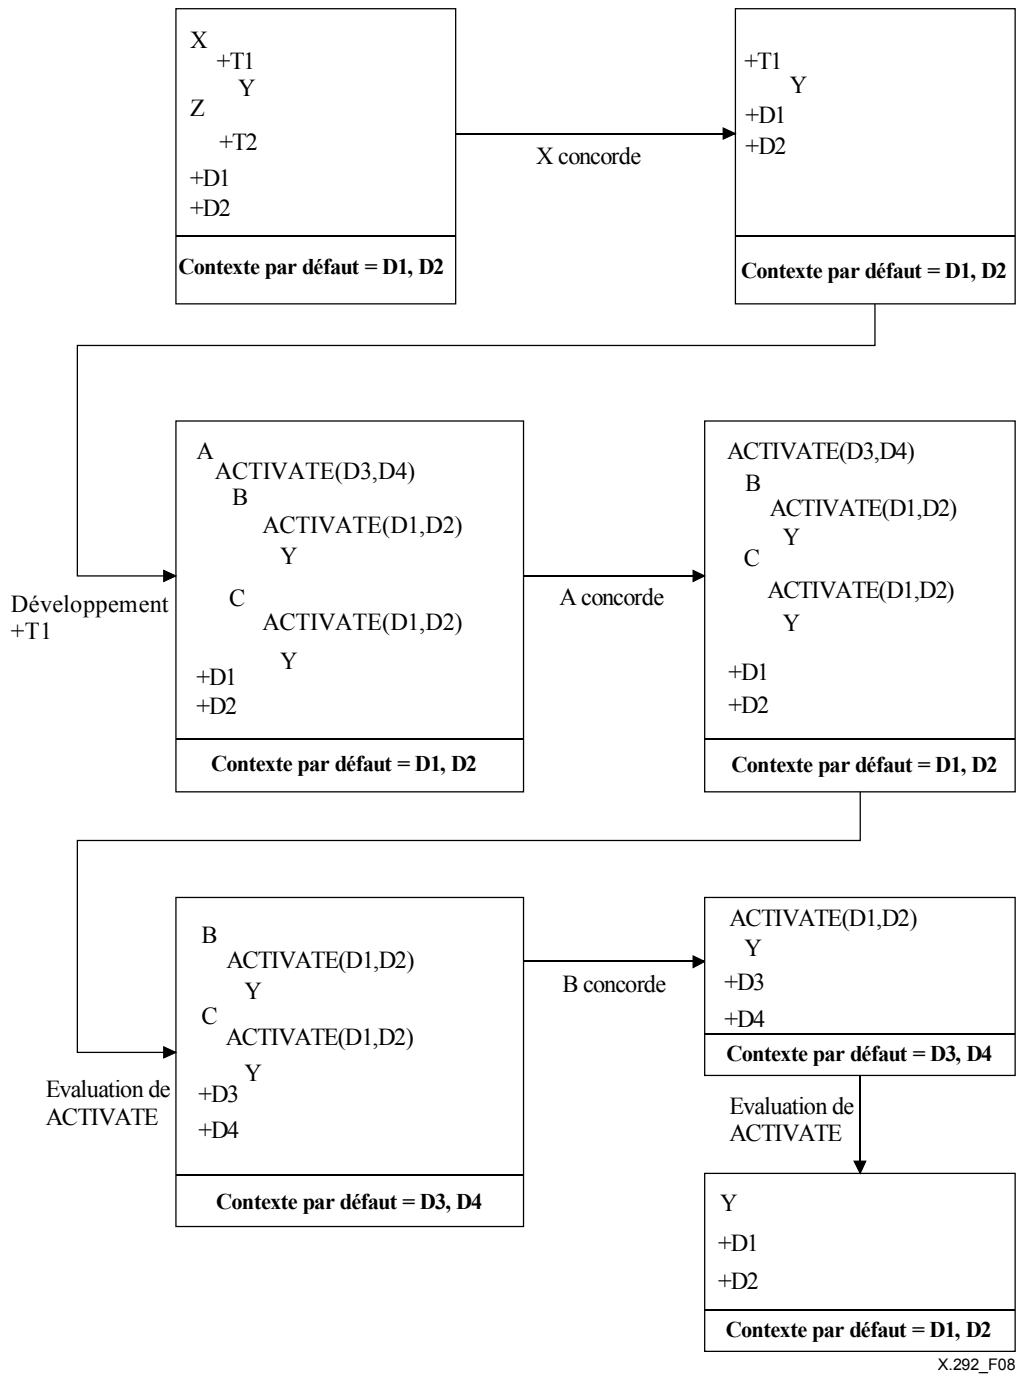 X
+T1
Y
Z
+T2
+D1
+D2
Contexte par défaut = D1, D2
X concorde
+T1
Y
+D1
+D2
Contexte par défaut = D1, D2
Développement
+T1
A
ACTIVATE(D3,D4)
B
ACTIVATE(D1,D2)
Y
C
ACTIVATE(D1,D2)
Y
+D1
+D2
Contexte par défaut = D1, D2
A concorde
ACTIVATE(D3,D4)
B
ACTIVATE(D1,D2)
Y
C
ACTIVATE(D1,D2)
Y
+D1
+D2
Contexte par défaut = D1, D2
Evaluation de
ACTIVATE
B
ACTIVATE(D1,D2)
Y
C
ACTIVATE(D1,D2)
Y
+D3
+D4
Contexte par défaut = D3, D4
B concorde
ACTIVATE(D1,D2)
Y
+D3
+D4
Contexte par défaut = D3, D4
Evaluation de
ACTIVATE
Y
+D1
+D2
Contexte par défaut = D1, D2
X.292_F08